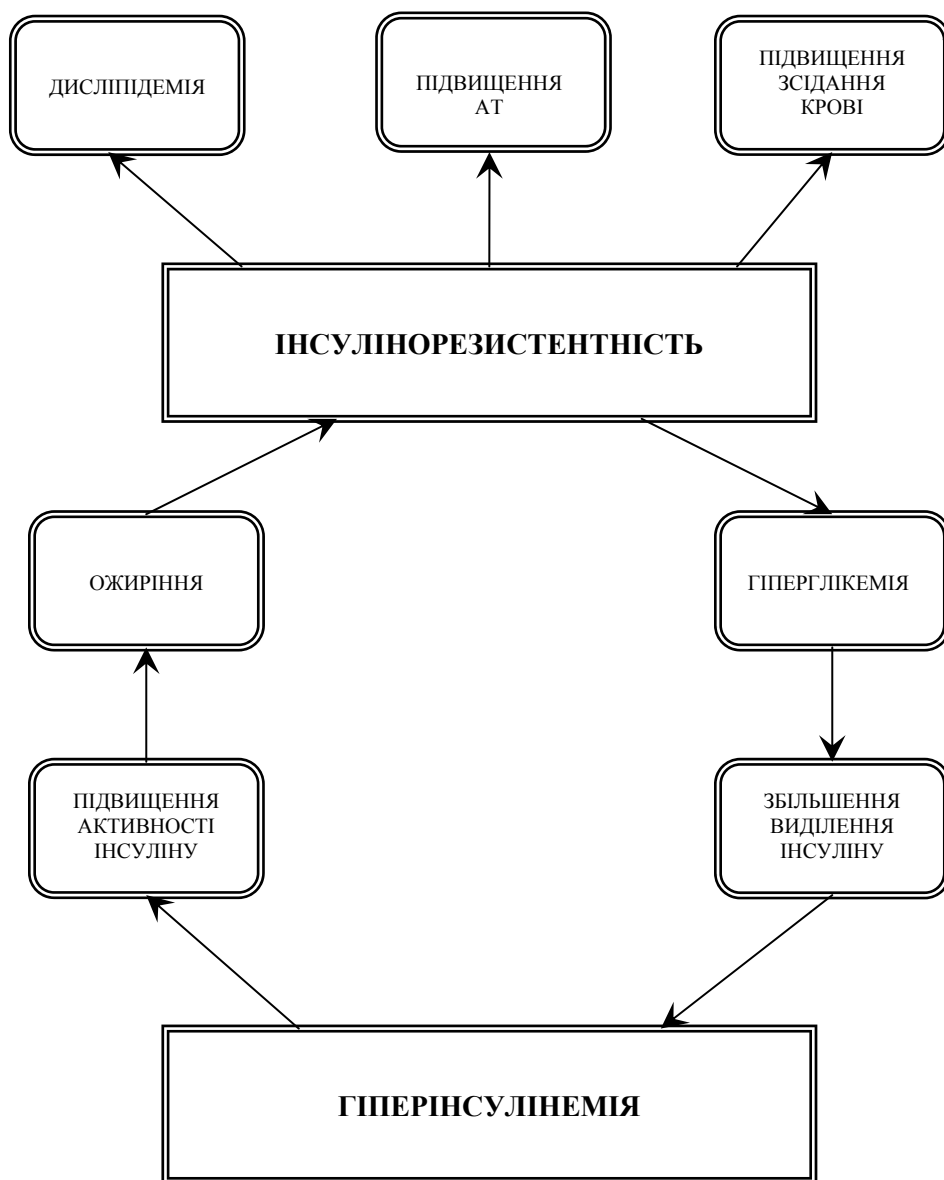 ДИСЛІПІДЕМІЯ
ПІДВИЩЕННЯ
АТ
ПІДВИЩЕННЯ
ЗСІДАННЯ
КРОВІ
ІНСУЛІНОРЕЗИСТЕНТНІСТЬ
ОЖИРІННЯ
ГІПЕРГЛІКЕМІЯ
ПІДВИЩЕННЯ
АКТИВНОСТІ
ІНСУЛІНУ
ЗБІЛЬШЕННЯ
ВИДІЛЕННЯ
ІНСУЛІНУ
ГІПЕРІНСУЛІНЕМІЯ